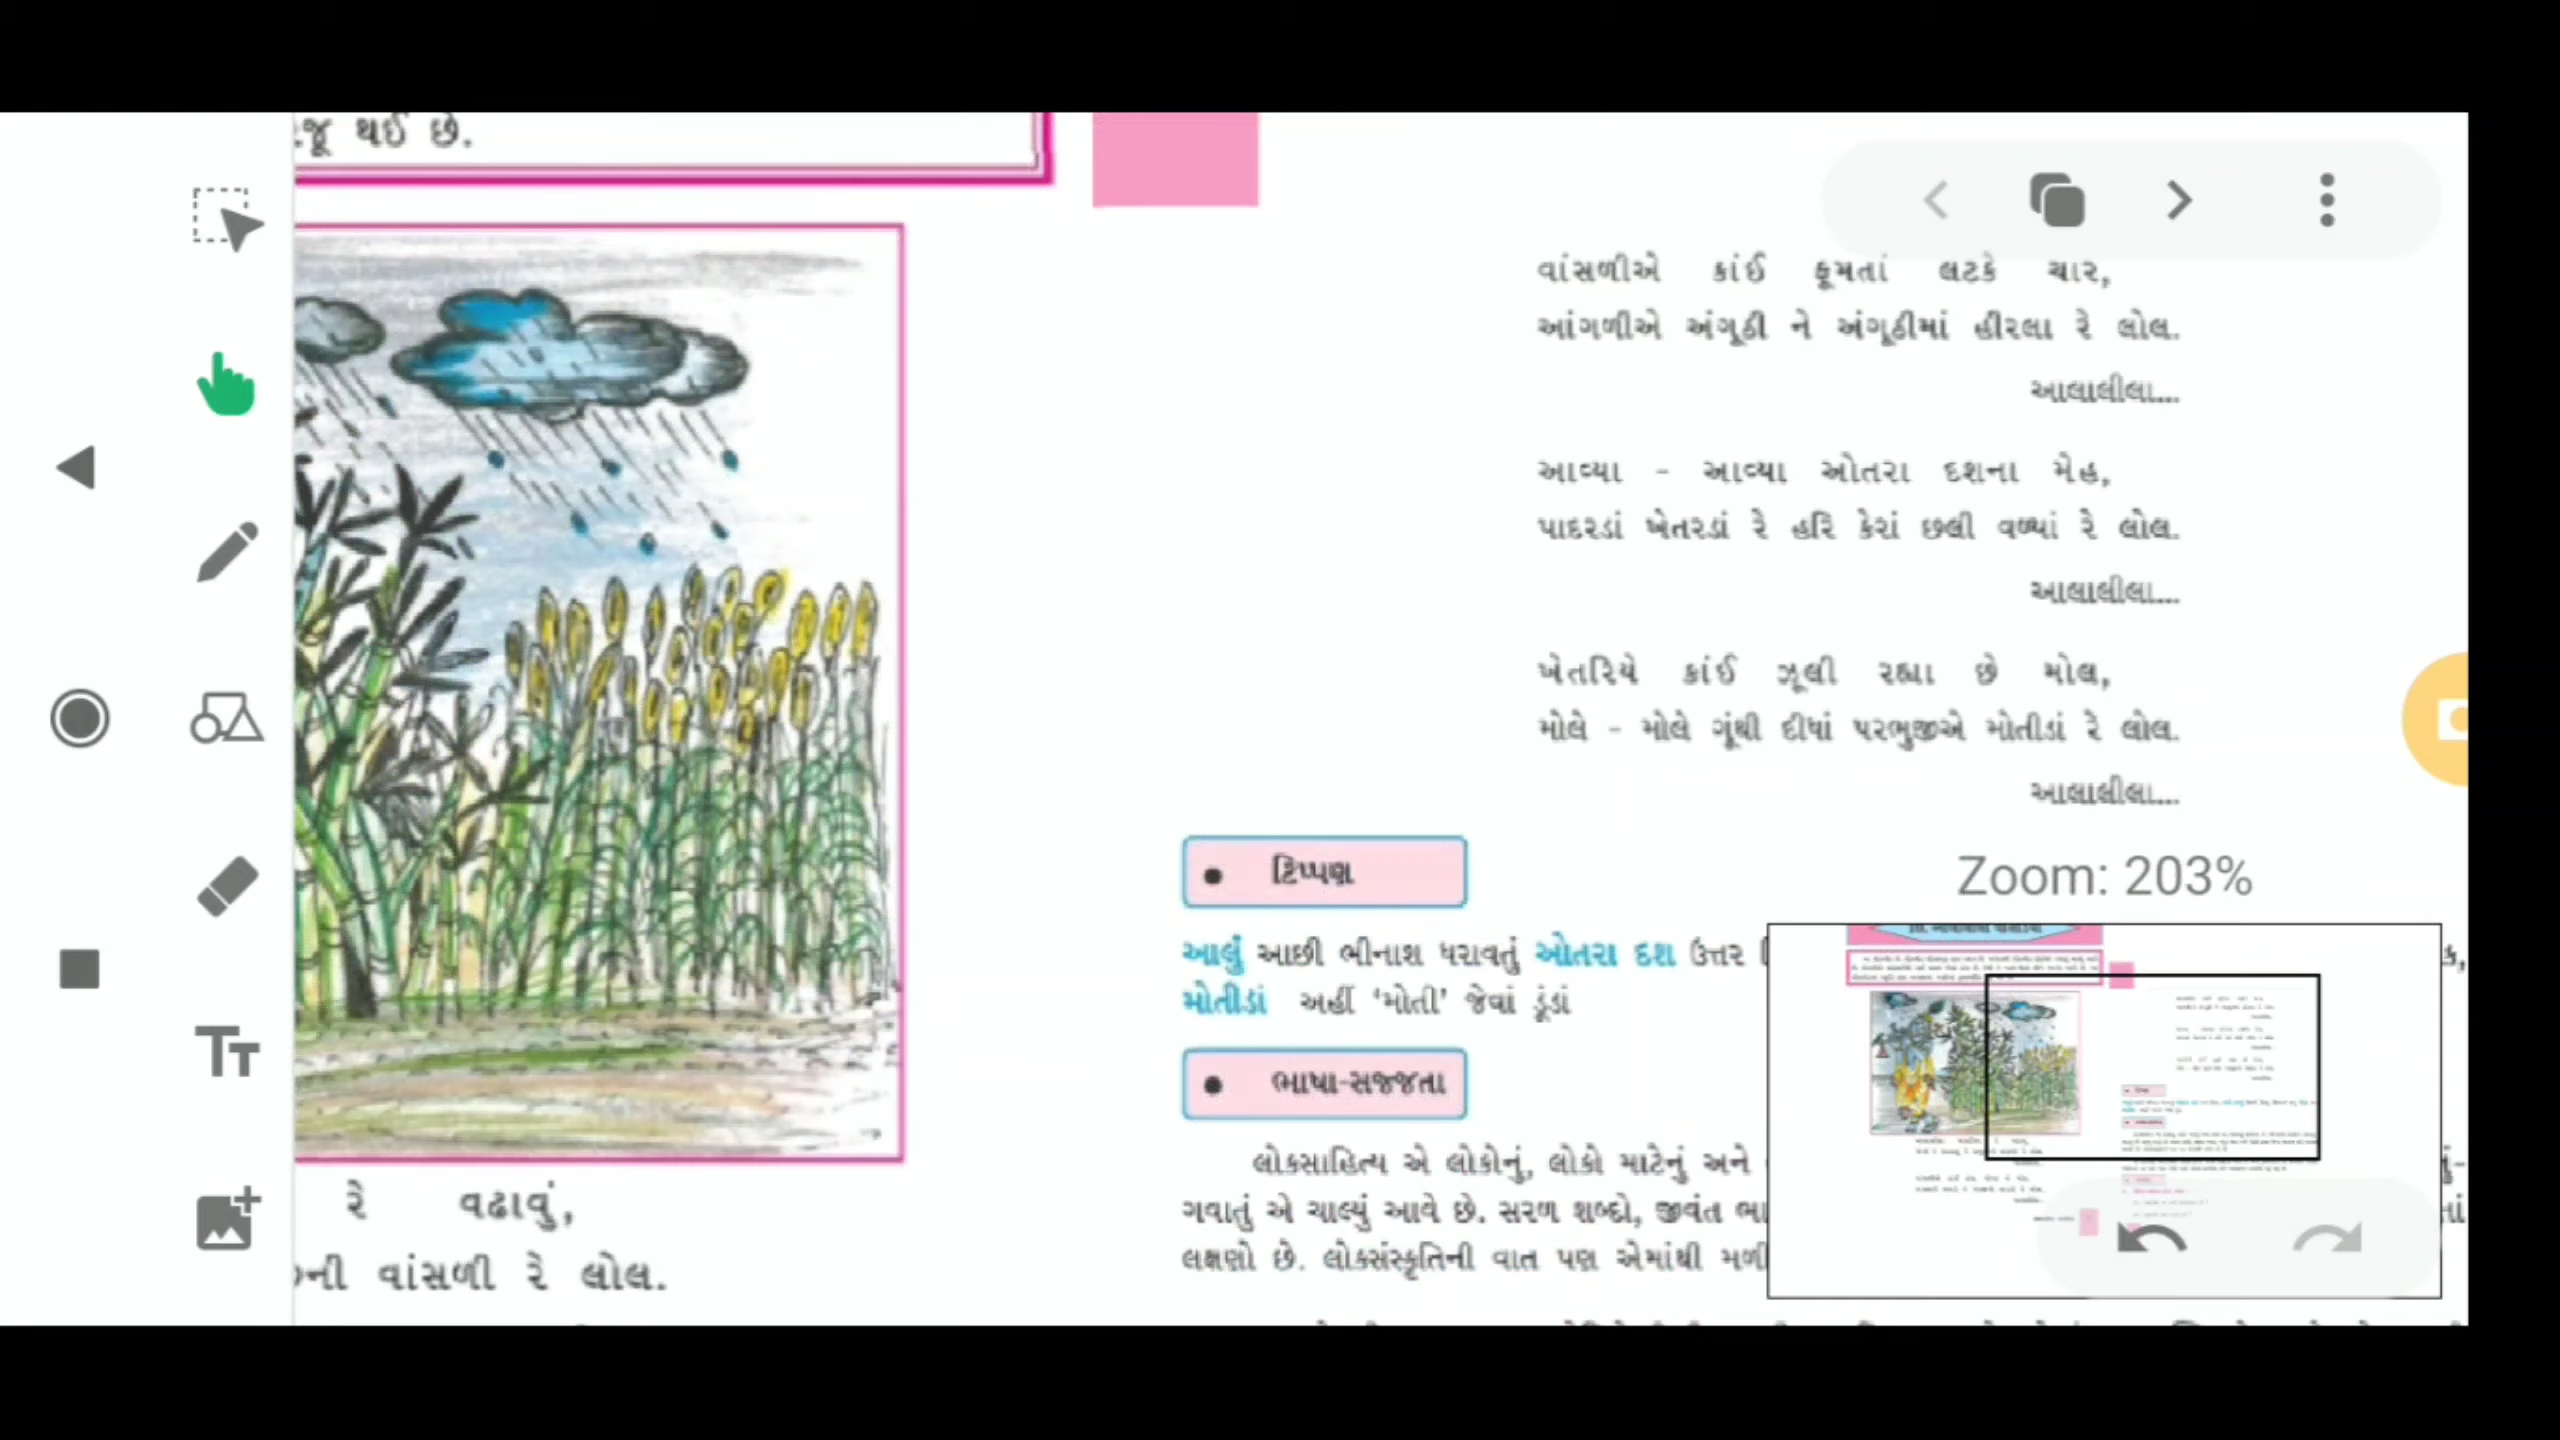 રજૂ થઈ છે.
રે વઢાવું,
ની વાંસળી રે લોલ.
વાંસળીએ કાંઈ ફૂમતાં લટકે ચાર,
આંગળીએ અંગૂઠી ને અંગૂઠીમાં હીરલા રે લોલ.
આલાલીલા...
આવ્યા - આવ્યા ઓતરા દશના મેહ,
પાદરડાં ખેતરડાં રે હરિ કેરાં છલી વળ્યાં રે લોલ.
આલાલીલા...
ખેતરિયે કાંઈ ઝૂલી રહ્યા છે મોલ,
મોલે - મોલે ગૂંથી દીધાં પરભુજીએ મોતીડાં રે લોલ.
આલાલીલા...
• ટિપ્પણ
આલું આછી ભીનાશ ધરાવતું ઓતરા દશ ઉત્તર
મોતીડાં અહીં ‘મોતી’ જેવાં ડૂંડાં
• ભાષા-સજ્જતા
લોકસાહિત્ય એ લોકોનું, લોકો માટેનું અને
ગવાતું એ ચાલ્યું આવે છે. સરળ શબ્દો, જીવંત ભા
લક્ષણો છે. લોકસંસ્કૃતિની વાત પણ એમાંથી મળી
Zoom: 203%